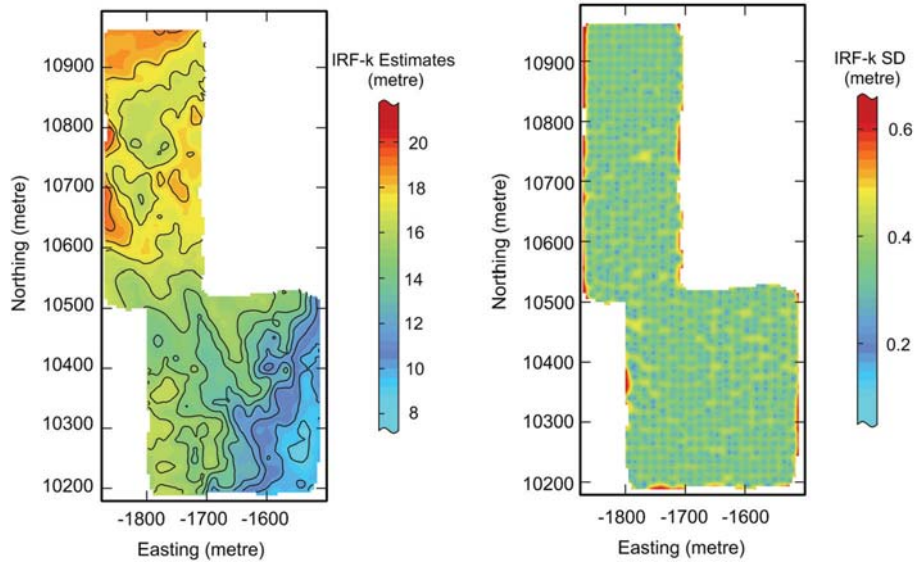 IRF-k Estimates
(metre)
20
18
16
14
12
10
8
Northing (metre)
10900
10800
10700
10600
10500
10400
10300
10200
-1800 -1700 -1600
Easting (metre)
IRF-k SD
(metre)
0.6
0.4
0.2
Northing (metre)
10900
10800
10700
10600
10500
10400
10300
10200
-1800 -1700 -1600
Easting (metre)